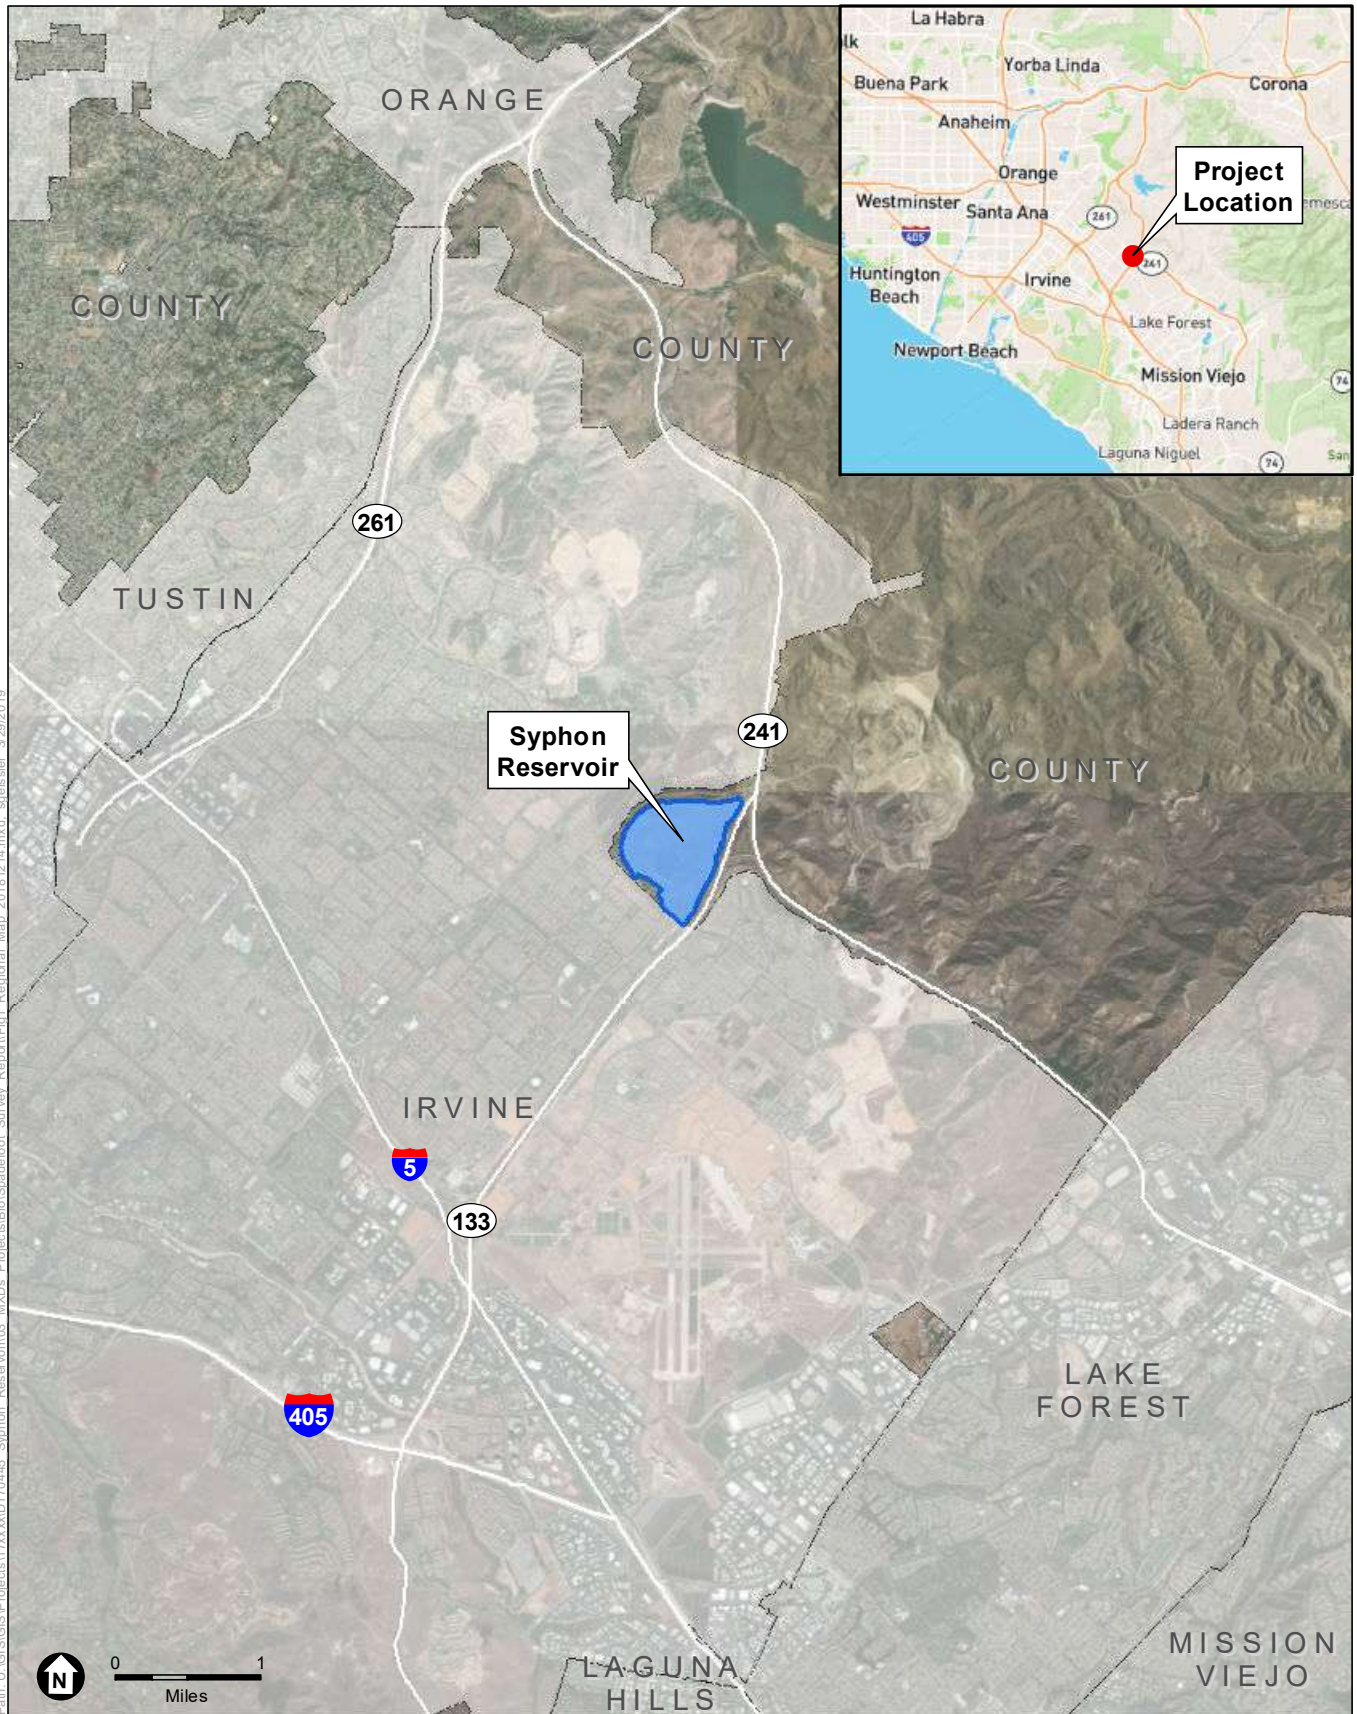 ORANGE
COUNTY
COUNTY
261
TUSTIN
241
Syphon
Reservoir
COUNTY
IRVINE
5
133
405
LAKE
FOREST
MISSION
VIEJO
LAGUNA
HILLS
N
0 1
Miles
La Habra
Yorba Linda
Buena Park
Corona
Anaheim
Orange
Project
Location
Westminster
Santa Ana
261
405
241
Huntington
Beach
Irvine
Lake Forest
Newport Beach
Mission Viejo
74
Ladera Ranch
Laguna Niguel
74
San